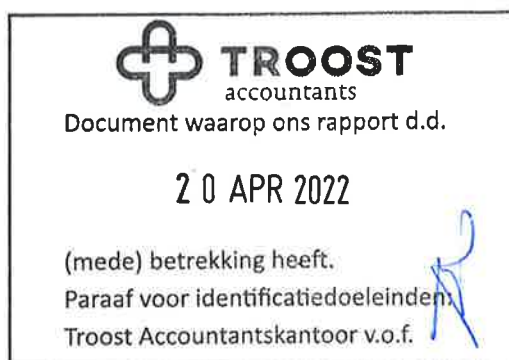 TROOST
accountants
Document waarop ons rapport d.d.
20 APR 2022
(mede) betrekking heeft.
Paraaf voor identificatiedoeleinden:
Troost Accountantskantoor v.o.f.